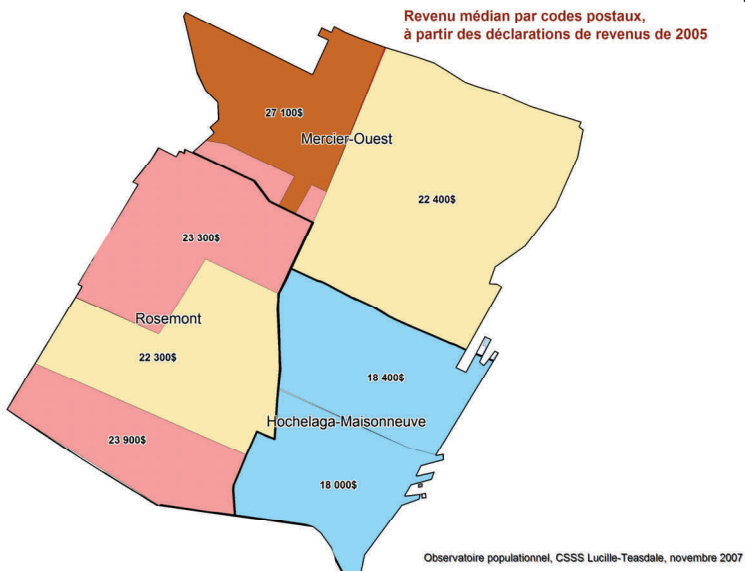 Revenu médian par codes postaux,
à partir des déclarations de revenus de 2005
27 100$
Mercier-Ouest
22 400$
23 300$
Rosemont
22 300$
18 400$
Hochelaga-Maisonneuve
23 900$
18 000$
Observatoire populationnel, CSSS Lucille-Teasdale, novembre 2007